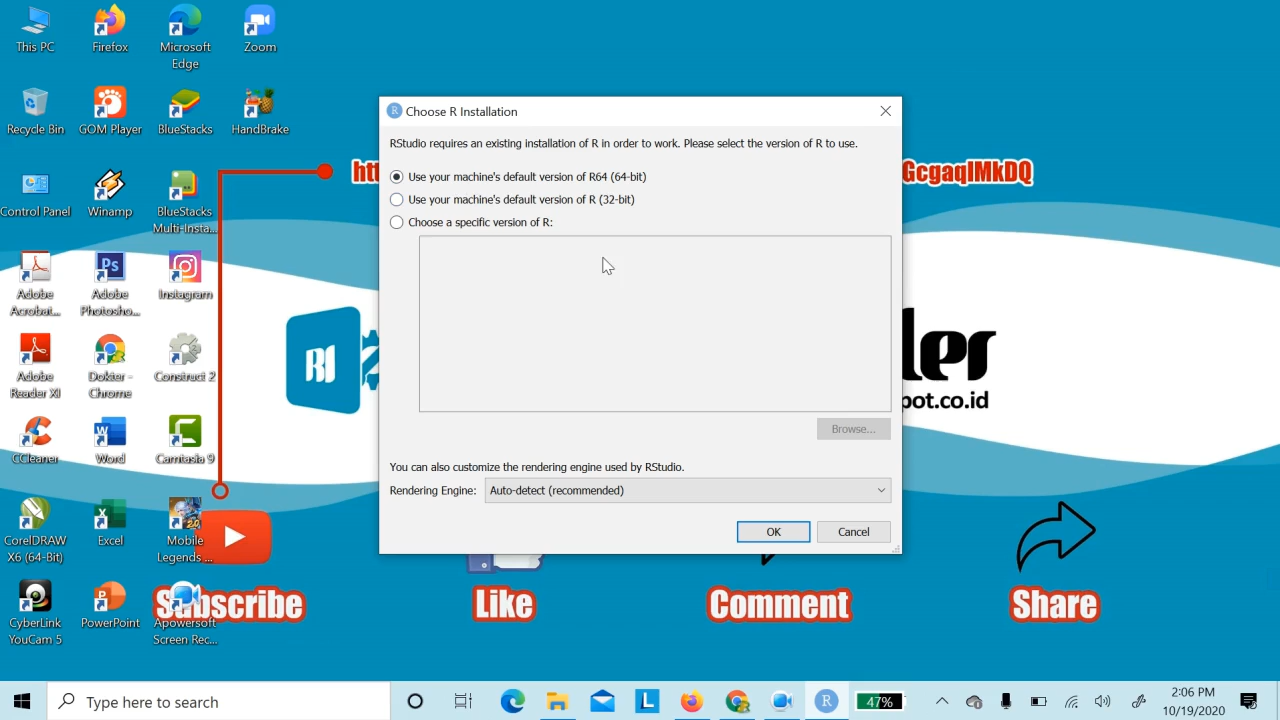 This PC
Firefox
Microsoft
Edge
Zoom
Recycle Bin
GOM Player
BlueStacks
HandBrake
Control Panel
Winamp
BlueStacks
Multi-Insta...
Adobe
Acrobat...
Adobe
Photosho...
Instagram
Adobe
Reader XI
Dokter -
Chrome
Construct 2
CCleaner
Word
Camtasia 9
CorelDRAW
X6 (64-Bit)
Excel
Mobile
Legends ...
CyberLink
YouCam 5
PowerPoint
Apowersoft
Screen Rec...
Choose R Installation
RStudio requires an existing installation of R in order to work. Please select the version of R to use.
Use your machine's default version of R64 (64-bit)
Use your machine's default version of R (32-bit)
Choose a specific version of R:
Browse...
You can also customize the rendering engine used by RStudio.
Rendering Engine:
Auto-detect (recommended)
OK
Cancel
Subscribe
Like
Comment
Share
Type here to search
47%
2:06 PM
10/19/2020